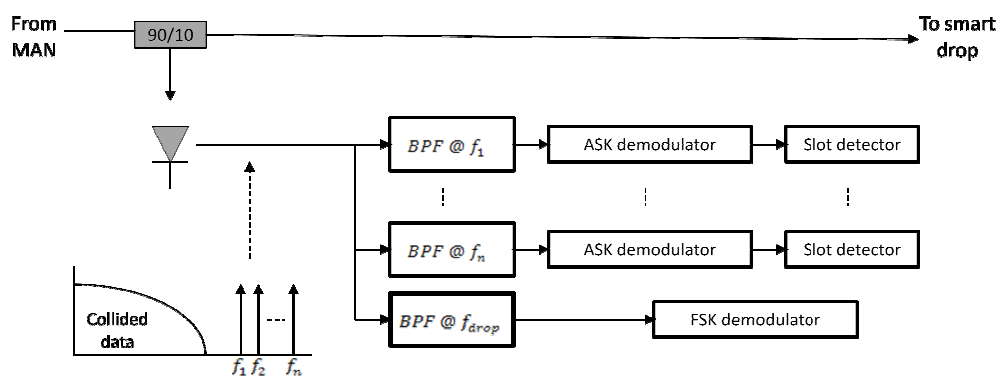 From
MAN
90/10
To smart
drop
BPF @ f₁
ASK demodulator
Slot detector
BPF @ fₙ
ASK demodulator
Slot detector
BPF @ f_drop
FSK demodulator
Collided
data
f₁ f₂ fₙ